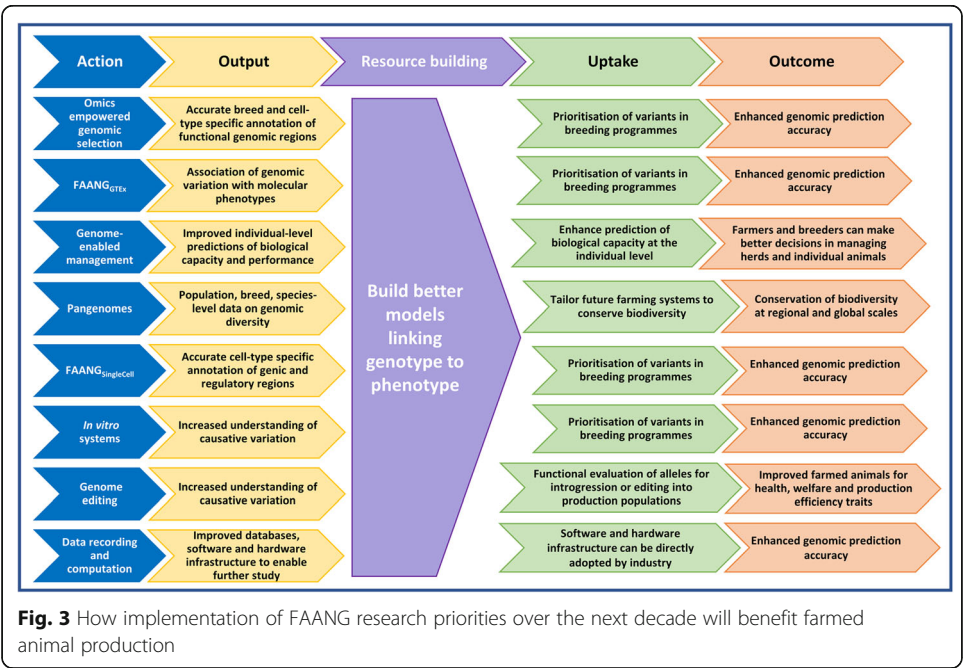 Action
Output
Resource building
Uptake
Outcome
Omics
empowered
genomic
selection
Accurate breed and cell-
type specific annotation of
functional genomic regions
Prioritisation of variants in
breeding programmes
Enhanced genomic prediction
accuracy
FAANGGTEx
Association of genomic
variation with molecular
phenotypes
Prioritisation of variants in
breeding programmes
Enhanced genomic prediction
accuracy
Genome-
enabled
management
Improved individual-level
predictions of biological
capacity and performance
Enhance prediction of
biological capacity at the
individual level
Farmers and breeders can make
better decisions in managing
herds and individual animals
Pangenomes
Population, breed, species-
level data on genomic
diversity
Build better
models
linking
genotype to
phenotype
Tailor future farming systems to
conserve biodiversity
Conservation of biodiversity
at regional and global scales
FAANGSingleCell
Accurate cell-type specific
annotation of genic and
regulatory regions
Prioritisation of variants in
breeding programmes
Enhanced genomic prediction
accuracy
In vitro
systems
Increased understanding of
causative variation
Prioritisation of variants in
breeding programmes
Enhanced genomic prediction
accuracy
Genome
editing
Increased understanding of
causative variation
Functional evaluation of alleles for
introgression or editing into
production populations
Improved farmed animals for
health, welfare and production
efficiency traits
Data recording
and
computation
Improved databases,
software and hardware
infrastructure to enable
further study
Software and hardware
infrastructure can be directly
adopted by industry
Enhanced genomic prediction
accuracy
Fig. 3 How implementation of FAANG research priorities over the next decade will benefit farmed
animal production